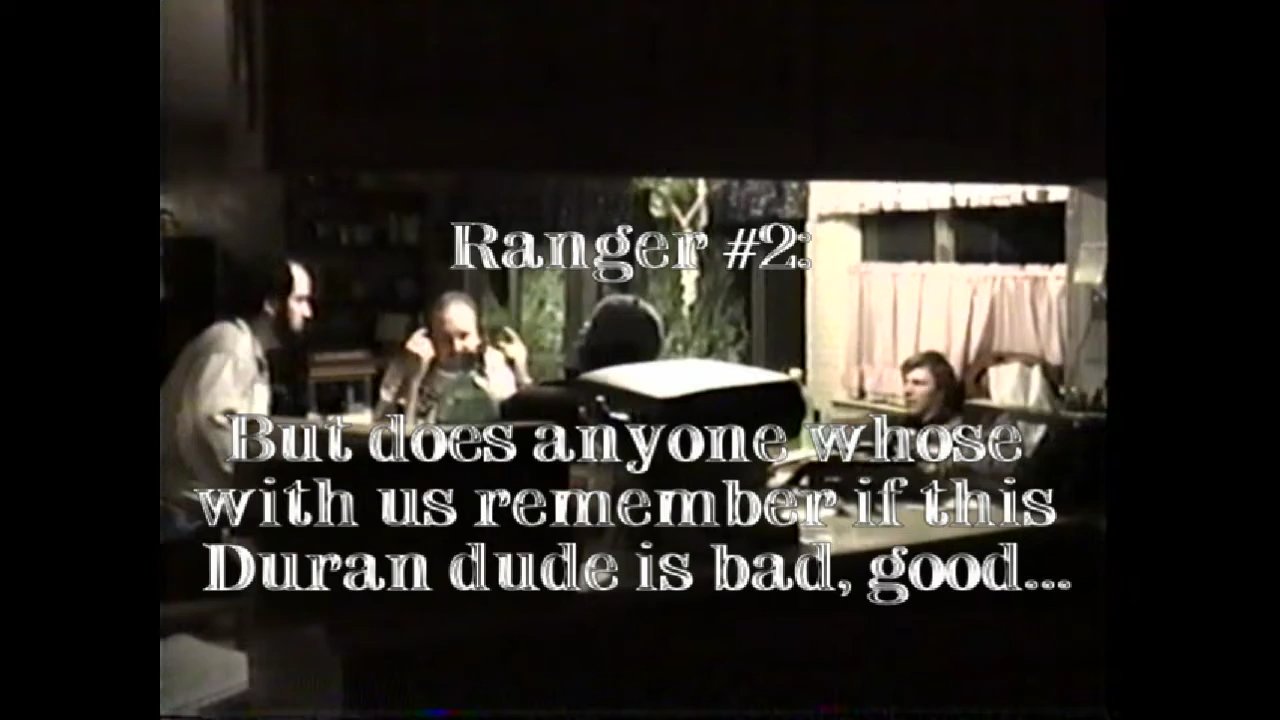 Ranger #2:
But does anyone whose
with us remember if this
Duran dude is bad, good...